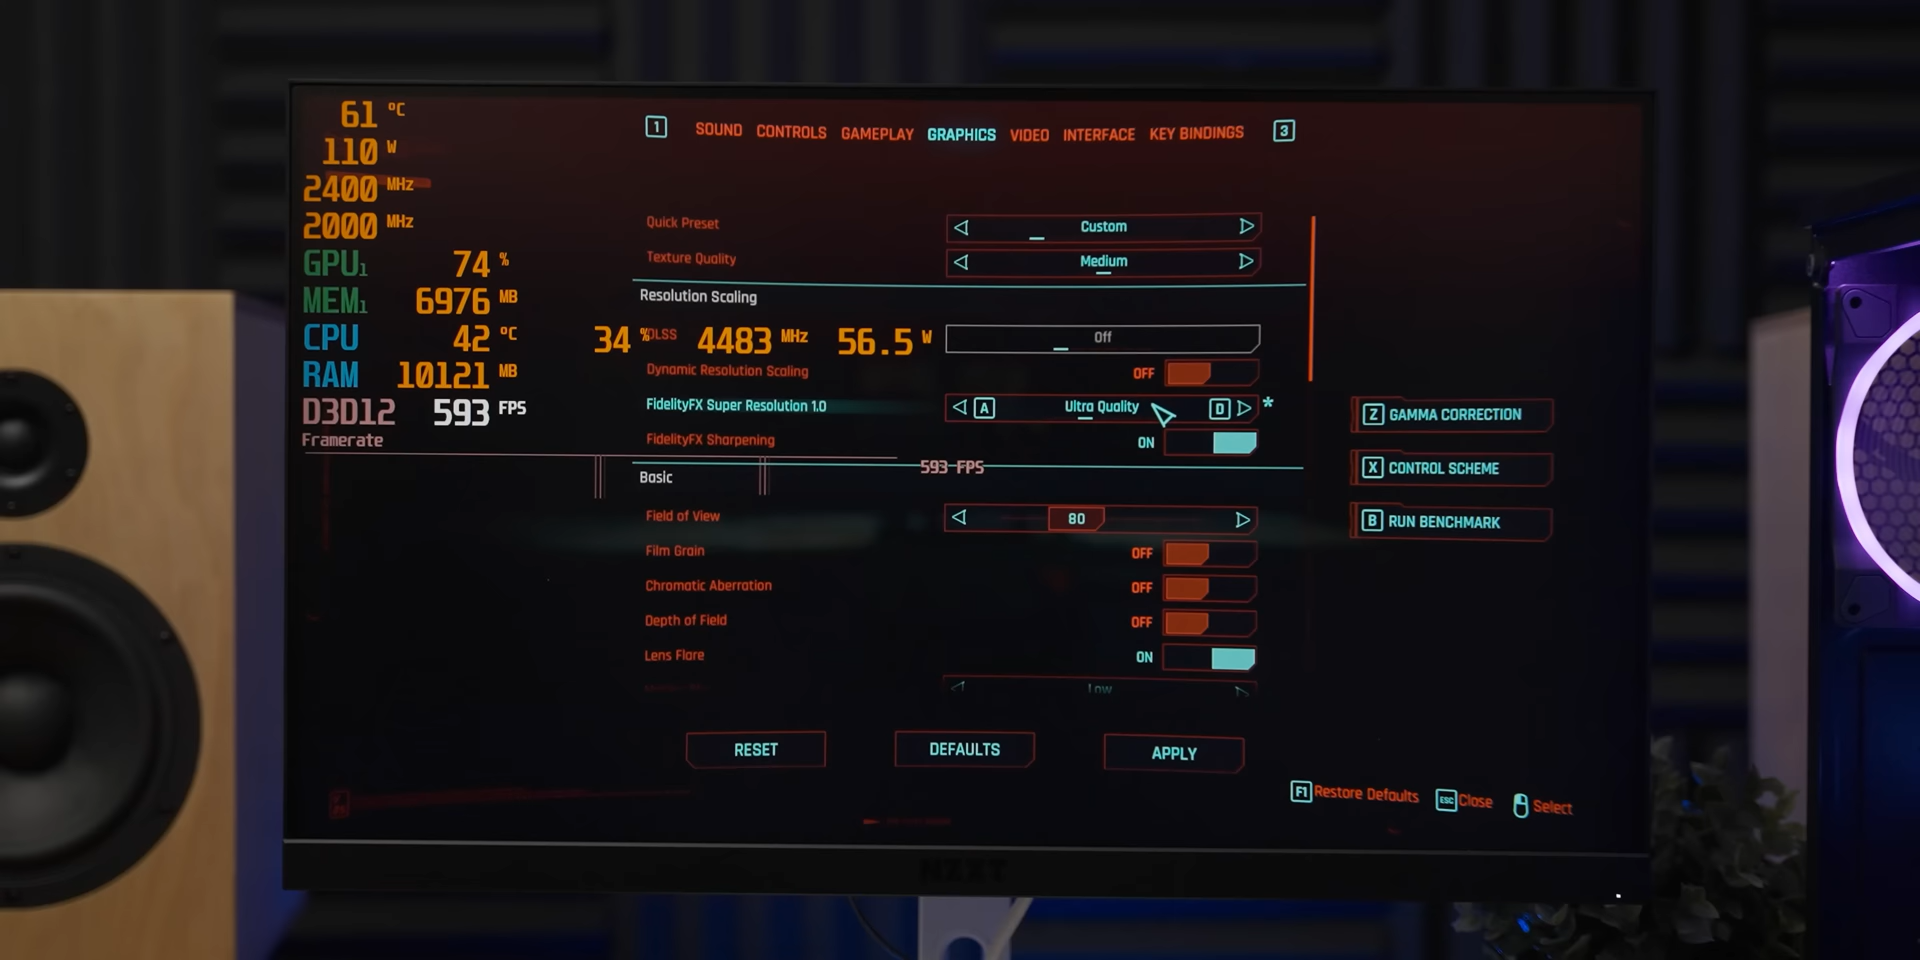 61 °C
110 W
2400 MHz
2000 MHz
GPU1 74 %
MEM1 6976 MB
CPU 42 °C 34 % 4483 MHz 56.5 W
RAM 10121 MB
D3D12 593 FPS
Framerate
593 FPS
1 SOUND CONTROLS GAMEPLAY GRAPHICS VIDEO INTERFACE KEY BINDINGS 3
Quick Preset Custom
Texture Quality Medium
Resolution Scaling
DLSS Off
Dynamic Resolution Scaling OFF
FidelityFX Super Resolution 1.0 A Ultra Quality D *
FidelityFX Sharpening ON
Basic
Field of View 80
Film Grain OFF
Chromatic Aberration OFF
Depth of Field OFF
Lens Flare ON
Low
Z GAMMA CORRECTION
X CONTROL SCHEME
B RUN BENCHMARK
RESET DEFAULTS APPLY
F1 Restore Defaults ESC Close Select
NZXT